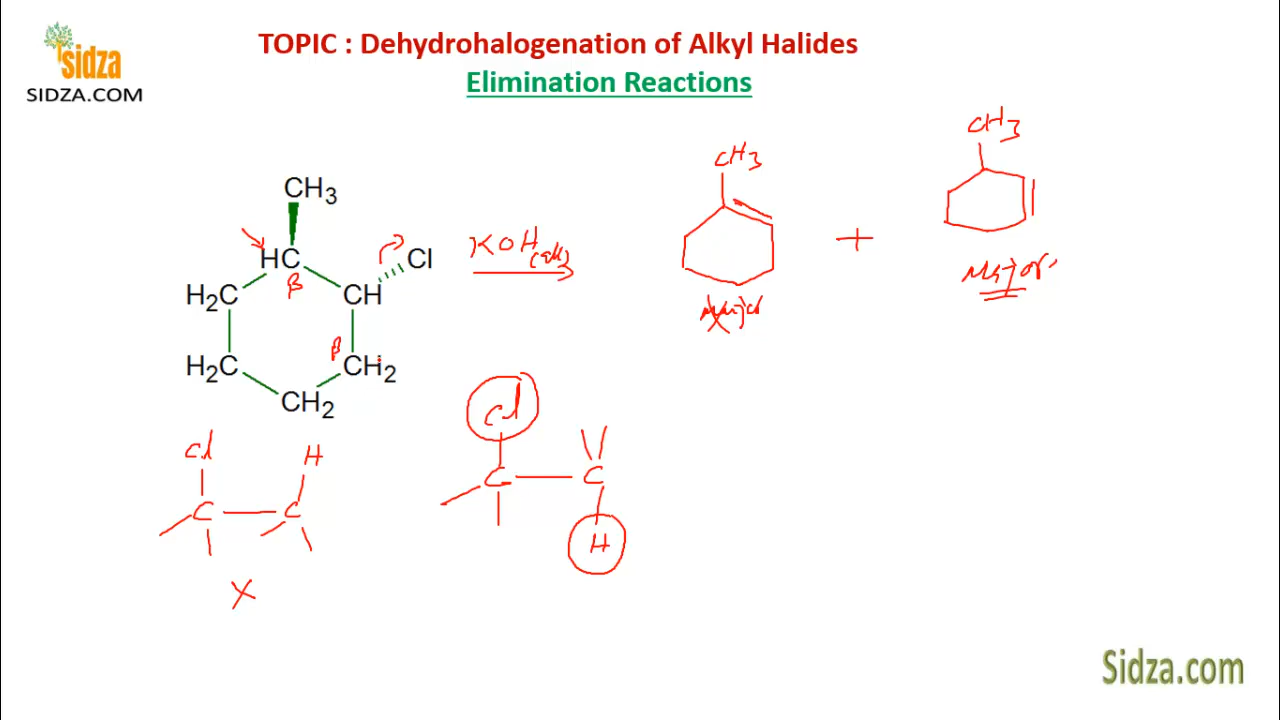 TOPIC : Dehydrohalogenation of Alkyl Halides
Elimination Reactions
sidza
SIDZA.COM
CH3
CH3
CH3
HC
Cl
KOH (alc)
+
β
H2C
CH
Major
β
H2C
CH2
CH2
Cl
Cl
H
C
C
C
C
H
X
Sidza.com